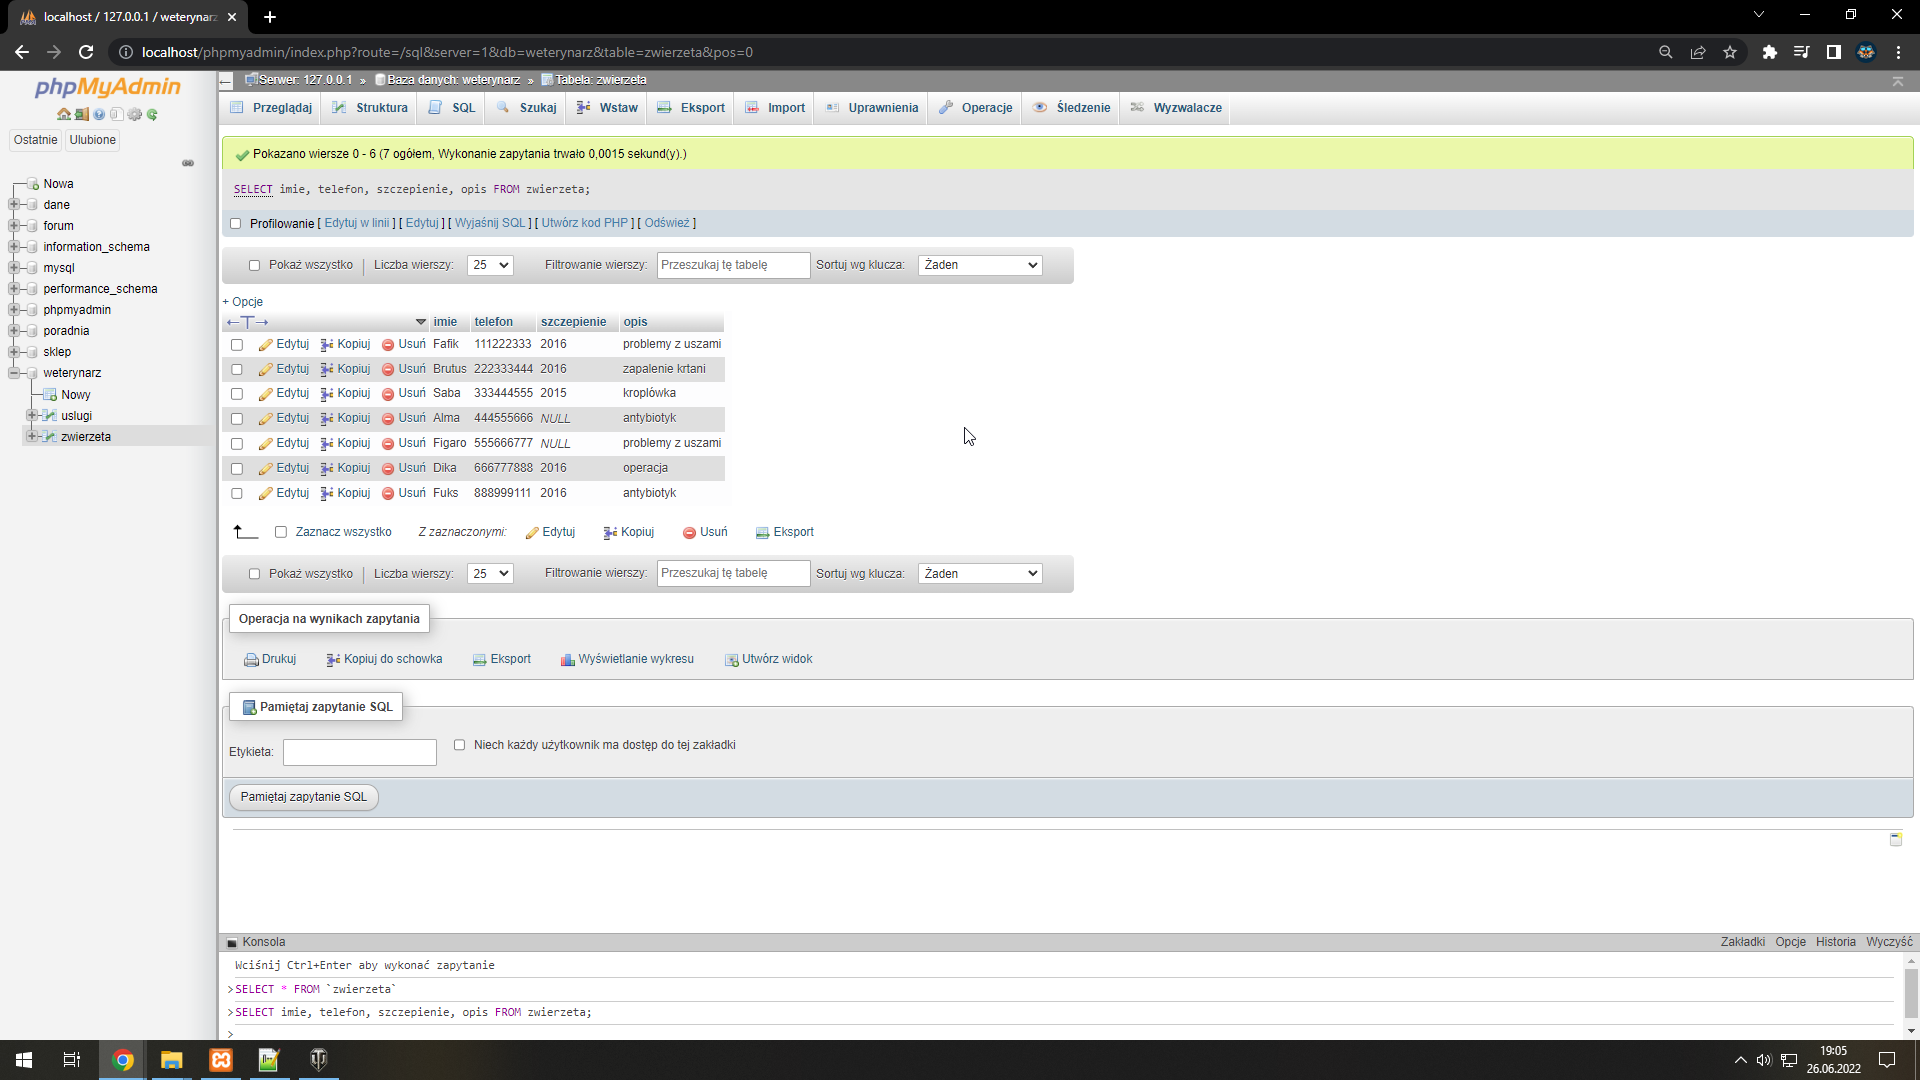 localhost / 127.0.0.1 / weterynarz
localhost/phpmyadmin/index.php?route=/sql&server=1&db=weterynarz&table=zwierzeta&pos=0
phpMyAdmin
Ostatnie Ulubione
Nowa
dane
forum
information_schema
mysql
performance_schema
phpmyadmin
poradnia
sklep
weterynarz
Nowy
uslugi
zwierzeta
Serwer: 127.0.0.1 » Baza danych: weterynarz » Tabela: zwierzeta
Przeglądaj Struktura SQL Szukaj Wstaw Eksport Import Uprawnienia Operacje Śledzenie Wyzwalacze
Pokazano wiersze 0 - 6 (7 ogółem, Wykonanie zapytania trwało 0,0015 sekund(y).)
SELECT imie, telefon, szczepienie, opis FROM zwierzeta;
Profilowanie [ Edytuj w linii ] [ Edytuj ] [ Wyjaśnij SQL ] [ Utwórz kod PHP ] [ Odśwież ]
Pokaż wszystko | Liczba wierszy: 25 Filtrowanie wierszy: Przeszukaj tę tabelę Sortuj wg klucza: Żaden
+ Opcje
←T→ imie telefon szczepienie opis
Edytuj Kopiuj Usuń Fafik 111222333 2016 problemy z uszami
Edytuj Kopiuj Usuń Brutus 222333444 2016 zapalenie krtani
Edytuj Kopiuj Usuń Saba 333444555 2015 kroplówka
Edytuj Kopiuj Usuń Alma 444555666 NULL antybiotyk
Edytuj Kopiuj Usuń Figaro 555666777 NULL problemy z uszami
Edytuj Kopiuj Usuń Dika 666777888 2016 operacja
Edytuj Kopiuj Usuń Fuks 888999111 2016 antybiotyk
Zaznacz wszystko Z zaznaczonymi: Edytuj Kopiuj Usuń Eksport
Pokaż wszystko | Liczba wierszy: 25 Filtrowanie wierszy: Przeszukaj tę tabelę Sortuj wg klucza: Żaden
Operacja na wynikach zapytania
Drukuj Kopiuj do schowka Eksport Wyświetlanie wykresu Utwórz widok
Pamiętaj zapytanie SQL
Etykieta: Niech każdy użytkownik ma dostęp do tej zakładki
Pamiętaj zapytanie SQL
Konsola Zakładki Opcje Historia Wyczyść
Wciśnij Ctrl+Enter aby wykonać zapytanie
>SELECT * FROM `zwierzeta`
>SELECT imie, telefon, szczepienie, opis FROM zwierzeta;
>
19:05
26.06.2022